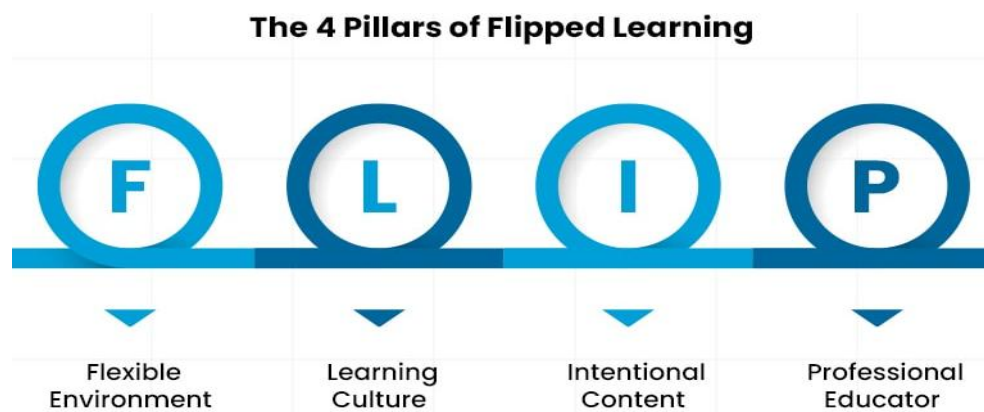 The 4 Pillars of Flipped Learning
F L I P
Flexible Environment
Learning Culture
Intentional Content
Professional Educator